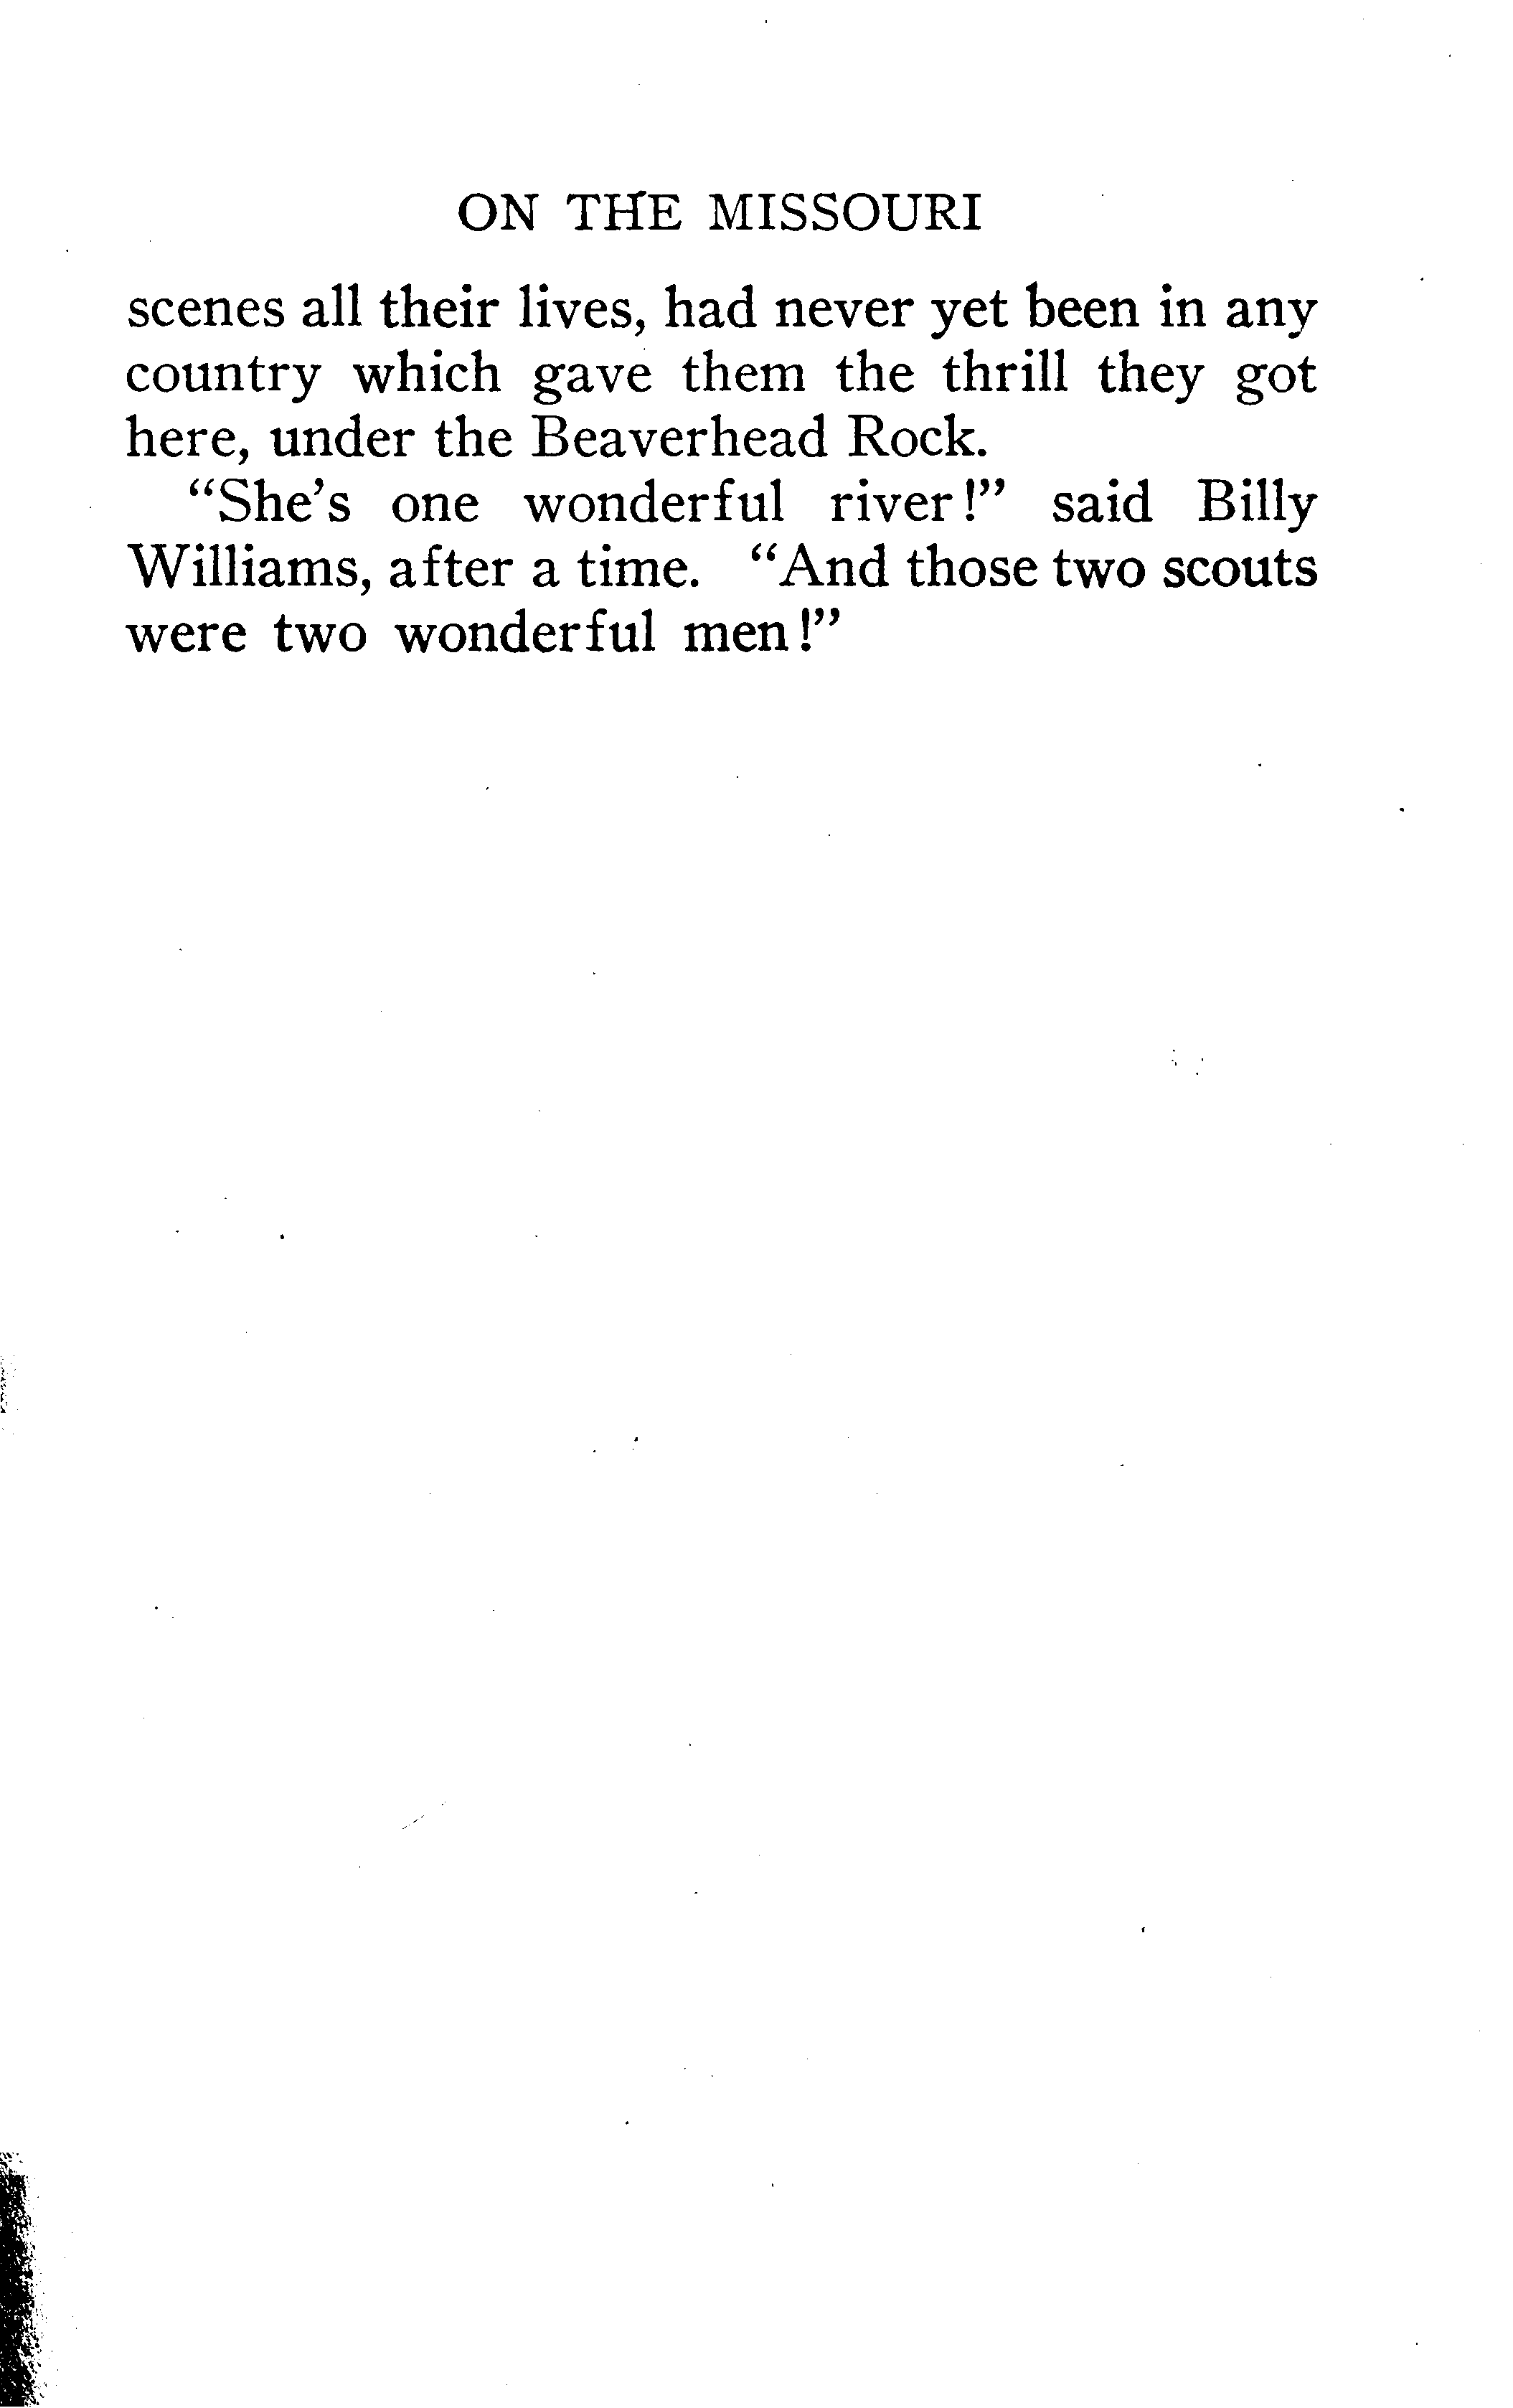 ON THE MISSOURI
scenes all their lives, had never yet been in any
country which gave them the thrill they got
here, under the Beaverhead Rock.
“She’s one wonderful river!” said Billy
Williams, after a time. “And those two scouts
were two wonderful men!”